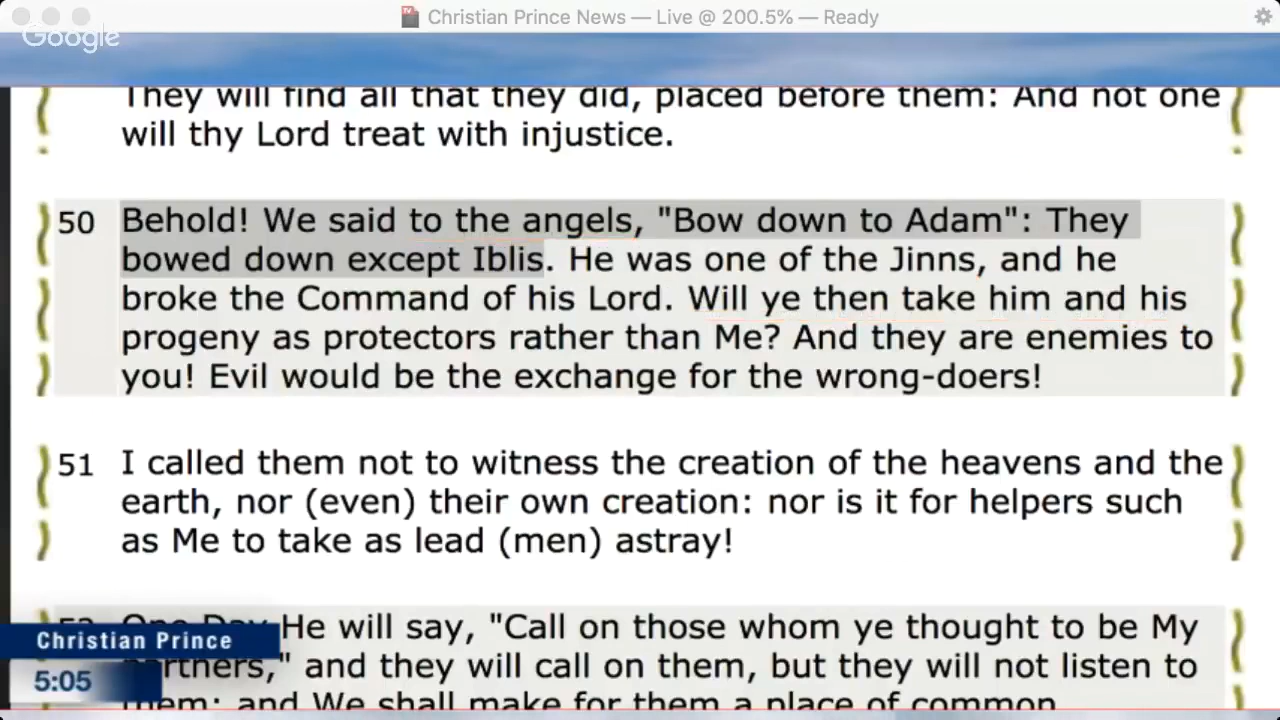 Christian Prince News — Live @ 200.5% — Ready
Google
They will find all that they did, placed before them: And not one
will thy Lord treat with injustice.
50 Behold! We said to the angels, "Bow down to Adam": They
bowed down except Iblis. He was one of the Jinns, and he
broke the Command of his Lord. Will ye then take him and his
progeny as protectors rather than Me? And they are enemies to
you! Evil would be the exchange for the wrong-doers!
51 I called them not to witness the creation of the heavens and the
earth, nor (even) their own creation: nor is it for helpers such
as Me to take as lead (men) astray!
One Day He will say, "Call on those whom ye thought to be My
partners," and they will call on them, but they will not listen to
them; and We shall make for them a place of common
Christian Prince
5:05